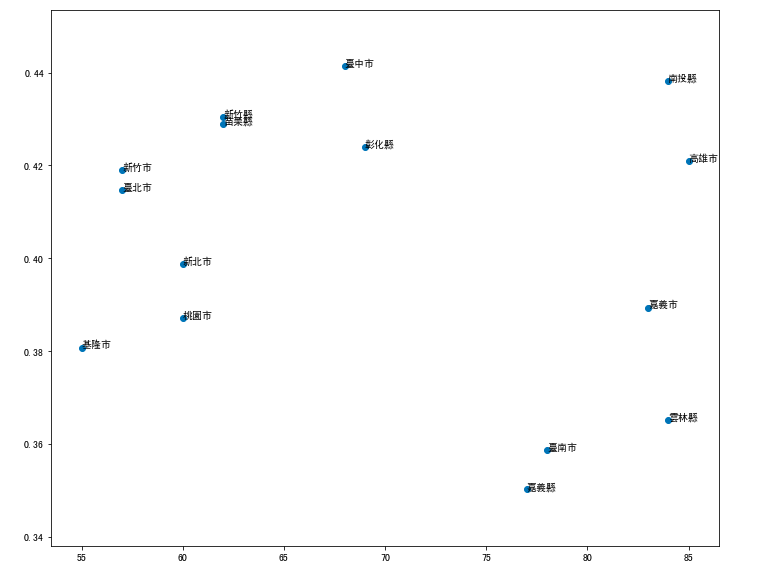 0.44
0.42
0.40
0.38
0.36
0.34
臺中市
南投縣
新竹縣
苗栗縣
彰化縣
高雄市
新竹市
臺北市
新北市
嘉義市
桃園市
基隆市
雲林縣
臺南市
嘉義縣
55
60
65
70
75
80
85